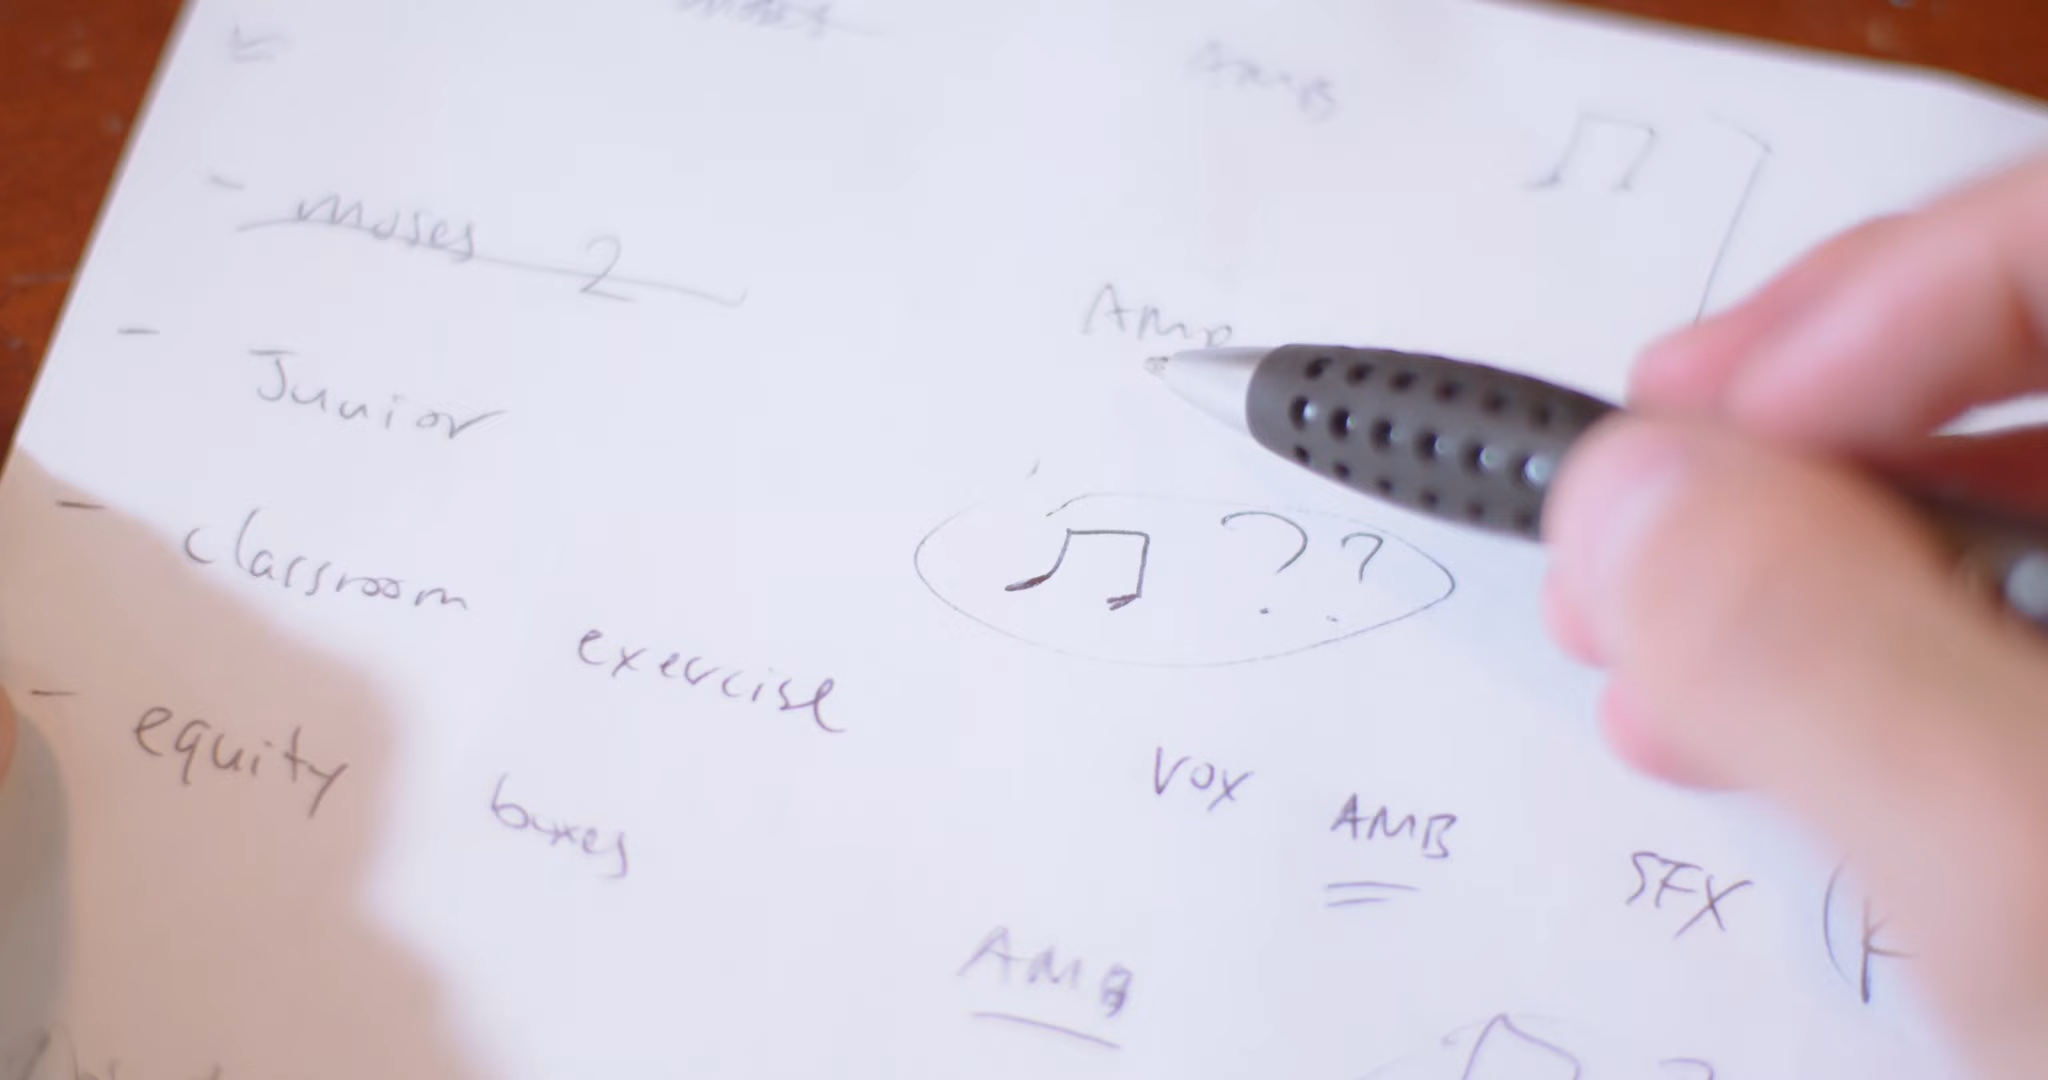 AMB
- Moses 2
AMB
- Junior
- classroom exercise
??
- equity boxes
VOX AMB SFX (
AMB